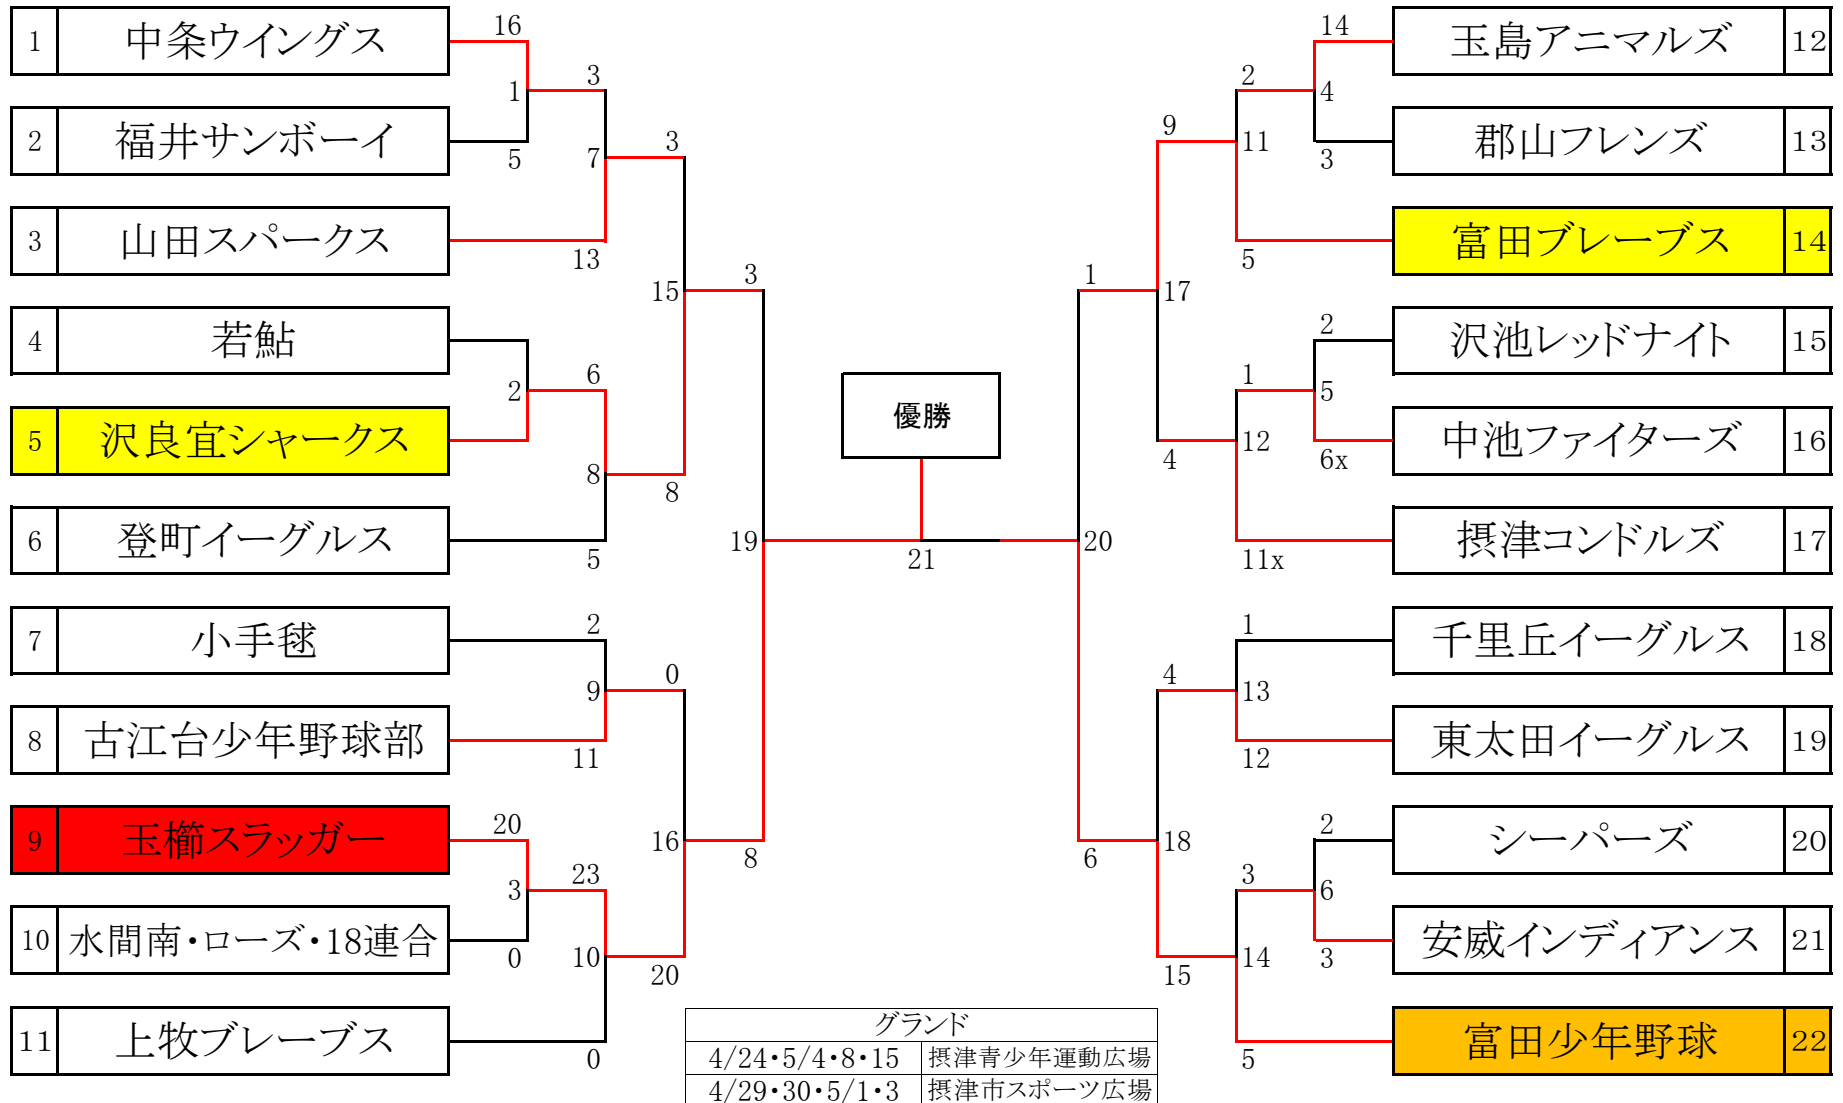 1 中条ウイングス
16
1
2 福井サンボーイ
5
3
7
3 山田スパークス
13
3
15
4 若鮎
2
6
5 沢良宜シャークス
8
8
6 登町イーグルス
5
3
19
7 小手毬
2
9
8 古江台少年野球部
11
0
16
9 玉櫛スラッガー
20
3
10 水間南・ローズ・18連合
0
23
10
20
11 上牧ブレーブス
0
8
優勝
21
玉島アニマルズ 12
14
4
郡山フレンズ 13
3
2
11
富田ブレーブス 14
5
9
17
沢池レッドナイト 15
2
5
中池ファイターズ 16
6x
1
12
4
摂津コンドルズ 17
11x
1
20
千里丘イーグルス 18
1
13
東太田イーグルス 19
12
4
18
6
シーパーズ 20
2
6
安威インディアンス 21
3
3
14
15
富田少年野球 22
5
グランド
4/24・5/4・8・15 摂津青少年運動広場
4/29・30・5/1・3 摂津市スポーツ広場